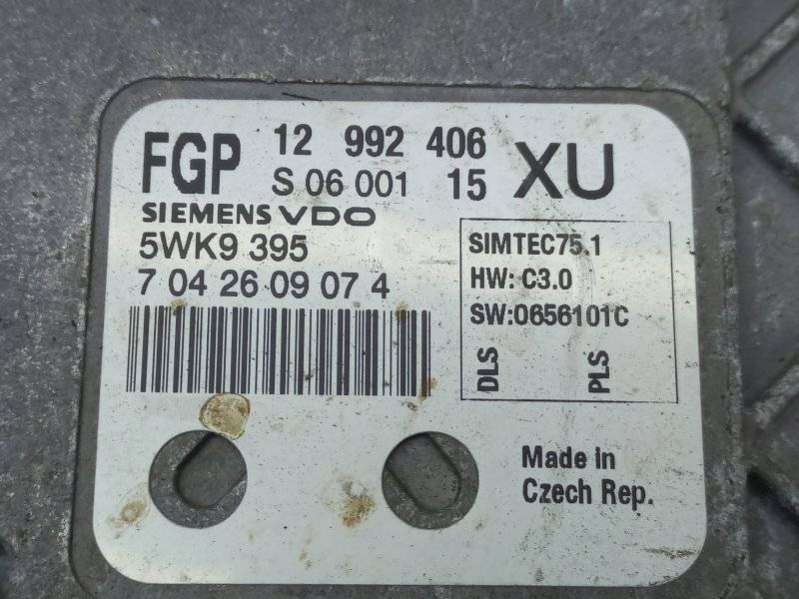 FGP 12 992 406 XU
S 06 001 15
SIEMENS VDO
5WK9 395
7 04 26 09 07 4
SIMTEC75.1
HW: C3.0
SW:0656101C
DLS PLS
Made in
Czech Rep.